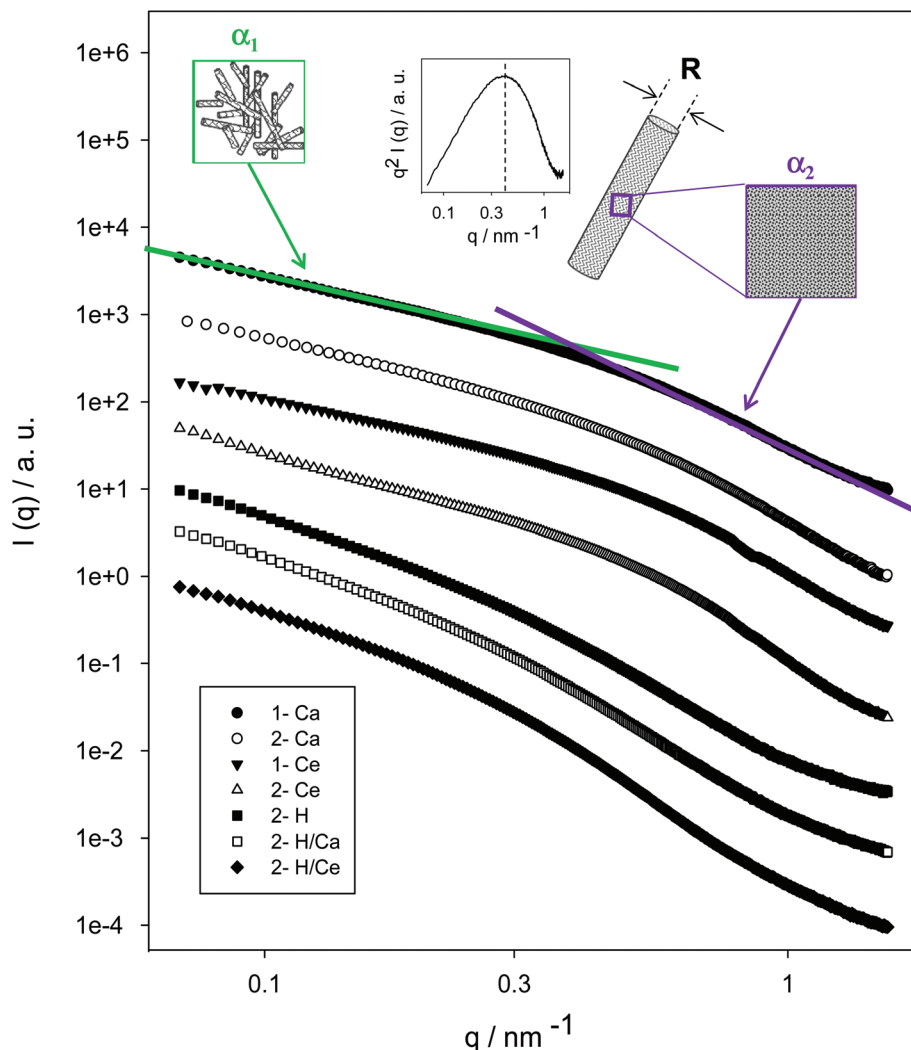 α1
R
α2
q2 I (q) / a. u.
0.1 0.3 1
q / nm-1
I (q) / a. u.
1e+6
1e+5
1e+4
1e+3
1e+2
1e+1
1e+0
1e-1
1e-2
1e-3
1e-4
1- Ca
2- Ca
1- Ce
2- Ce
2- H
2- H/Ca
2- H/Ce
0.1 0.3 1
q / nm-1